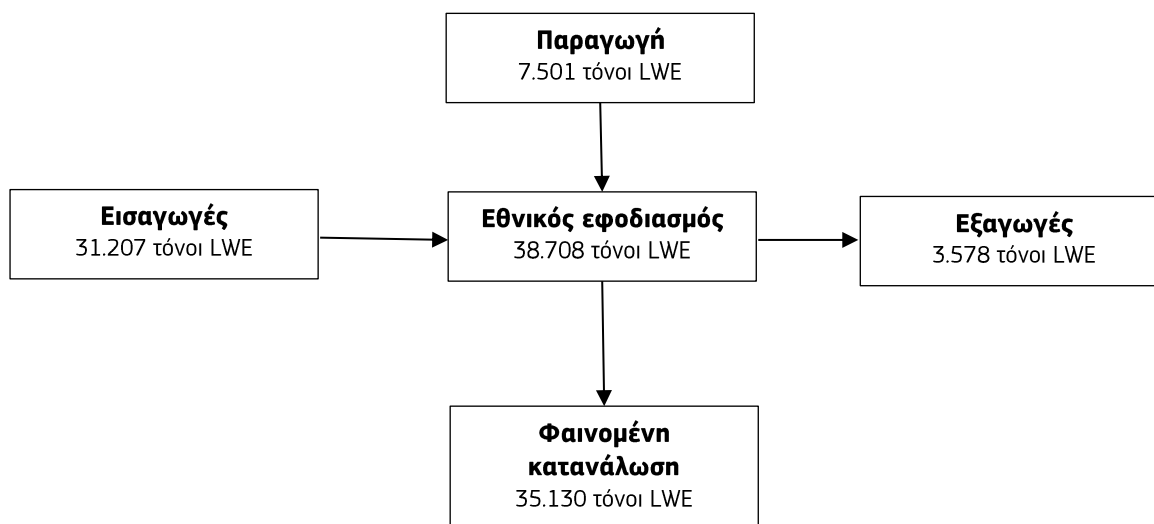 Παραγωγή
7.501 τόνοι LWE
Εισαγωγές
31.207 τόνοι LWE
Εθνικός εφοδιασμός
38.708 τόνοι LWE
Εξαγωγές
3.578 τόνοι LWE
Φαινομένη
κατανάλωση
35.130 τόνοι LWE